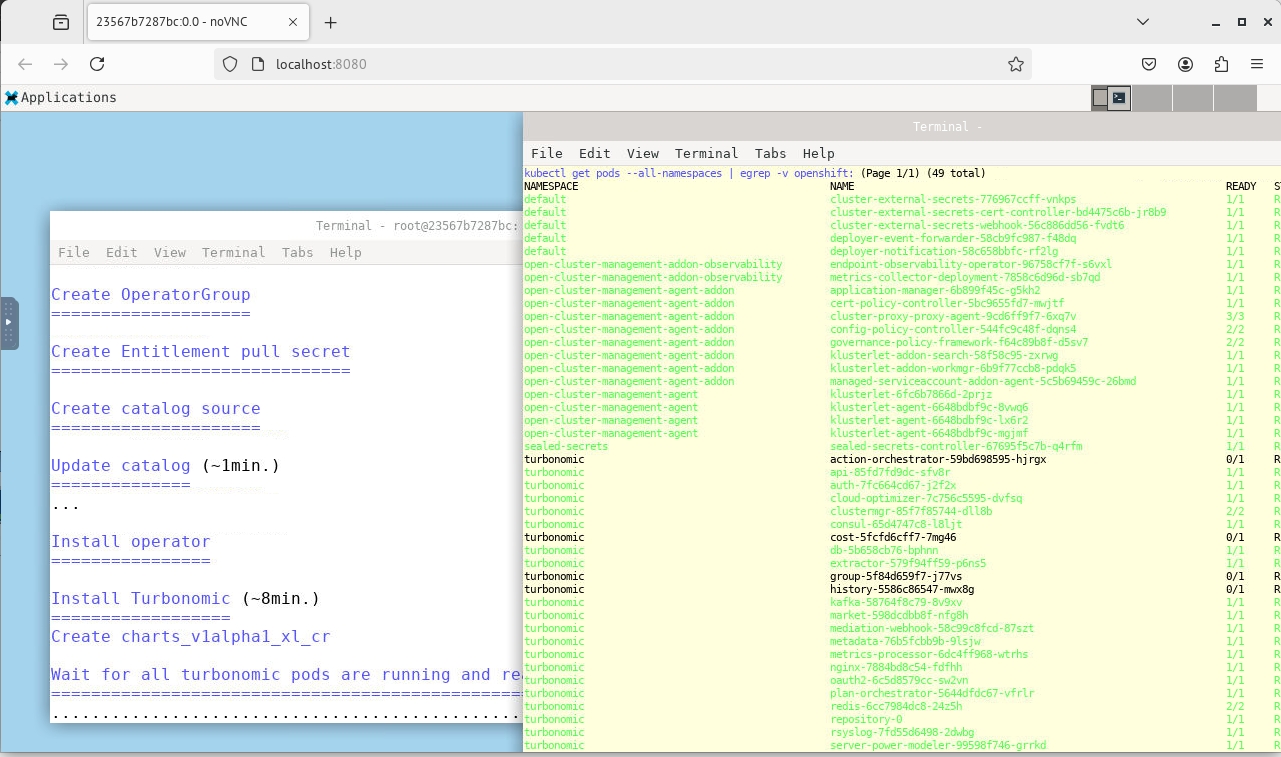 23567b7287bc:0.0 - noVNC
localhost:8080
Applications
Terminal - root@23567b7287bc:
File Edit View Terminal Tabs Help
Create OperatorGroup
====================
Create Entitlement pull secret
==============================
Create catalog source
=====================
Update catalog (~1min.)
==============
...
Install operator
================
Install Turbonomic (~8min.)
==================
Create charts_v1alpha1_xl_cr
Wait for all turbonomic pods are running and re
===============================================
...............................................
Terminal -
File Edit View Terminal Tabs Help
kubectl get pods --all-namespaces | egrep -v openshift: (Page 1/1) (49 total)
NAMESPACE NAME READY S
default cluster-external-secrets-776967ccff-vnkps 1/1 R
default cluster-external-secrets-cert-controller-bd4475c6b-jr8b9 1/1 R
default cluster-external-secrets-webhook-56c886dd56-fvdt6 1/1 R
default deployer-event-forwarder-58cb9fc987-f48dq 1/1 R
default deployer-notification-58c658bbfc-rf2lg 1/1 R
open-cluster-management-addon-observability endpoint-observability-operator-96758cf7f-s6vxl 1/1 R
open-cluster-management-addon-observability metrics-collector-deployment-7858c6d96d-sb7qd 1/1 R
open-cluster-management-agent-addon application-manager-6b899f45c-g5kh2 1/1 R
open-cluster-management-agent-addon cert-policy-controller-5bc9655fd7-mwjtf 1/1 R
open-cluster-management-agent-addon cluster-proxy-proxy-agent-9cd6ff9f7-6xq7v 3/3 R
open-cluster-management-agent-addon config-policy-controller-544fc9c48f-dqns4 2/2 R
open-cluster-management-agent-addon governance-policy-framework-f64c89b8f-d5sv7 2/2 R
open-cluster-management-agent-addon klusterlet-addon-search-58f58c95-zxrwg 1/1 R
open-cluster-management-agent-addon klusterlet-addon-workmgr-6b9f77ccb8-pdqk5 1/1 R
open-cluster-management-agent-addon managed-serviceaccount-addon-agent-5c5b69459c-26bmd 1/1 R
open-cluster-management-agent klusterlet-6fc6b7866d-2prjz 1/1 R
open-cluster-management-agent klusterlet-agent-6648bdbf9c-8vwq6 1/1 R
open-cluster-management-agent klusterlet-agent-6648bdbf9c-lx6r2 1/1 R
open-cluster-management-agent klusterlet-agent-6648bdbf9c-mgjmf 1/1 R
sealed-secrets sealed-secrets-controller-67695f5c7b-q4rfm 1/1 R
turbonomic action-orchestrator-59bd698595-hjrgx 0/1 R
turbonomic api-85fd7fd9dc-sfv8r 1/1 R
turbonomic auth-7fc664cd67-j2f2x 1/1 R
turbonomic cloud-optimizer-7c756c5595-dvfsq 1/1 R
turbonomic clustermgr-85f7f85744-dll8b 2/2 R
turbonomic consul-65d4747c8-l8ljt 1/1 R
turbonomic cost-5fcfd6cff7-7mg46 0/1 R
turbonomic db-5b658cb76-bphnn 1/1 R
turbonomic extractor-579f94ff59-p6ns5 1/1 R
turbonomic group-5f84d659f7-j77vs 0/1 R
turbonomic history-5586c86547-mwx8g 0/1 R
turbonomic kafka-58764f8c79-8v9xv 1/1 R
turbonomic market-598dcdbb8f-nfg8h 1/1 R
turbonomic mediation-webhook-58c99c8fcd-87szt 1/1 R
turbonomic metadata-76b5fcbb9b-9lsjw 1/1 R
turbonomic metrics-processor-6dc4ff968-wtrhs 1/1 R
turbonomic nginx-7884bd8c54-fdfhh 1/1 R
turbonomic oauth2-6c5d8579cc-sw2vn 1/1 R
turbonomic plan-orchestrator-5644dfdc67-vfrlr 1/1 R
turbonomic redis-6cc7984dc8-24z5h 2/2 R
turbonomic repository-0 1/1 R
turbonomic rsyslog-7fd55d6498-2dwbg 1/1 R
turbonomic server-power-modeler-99598f746-grrkd 1/1 R